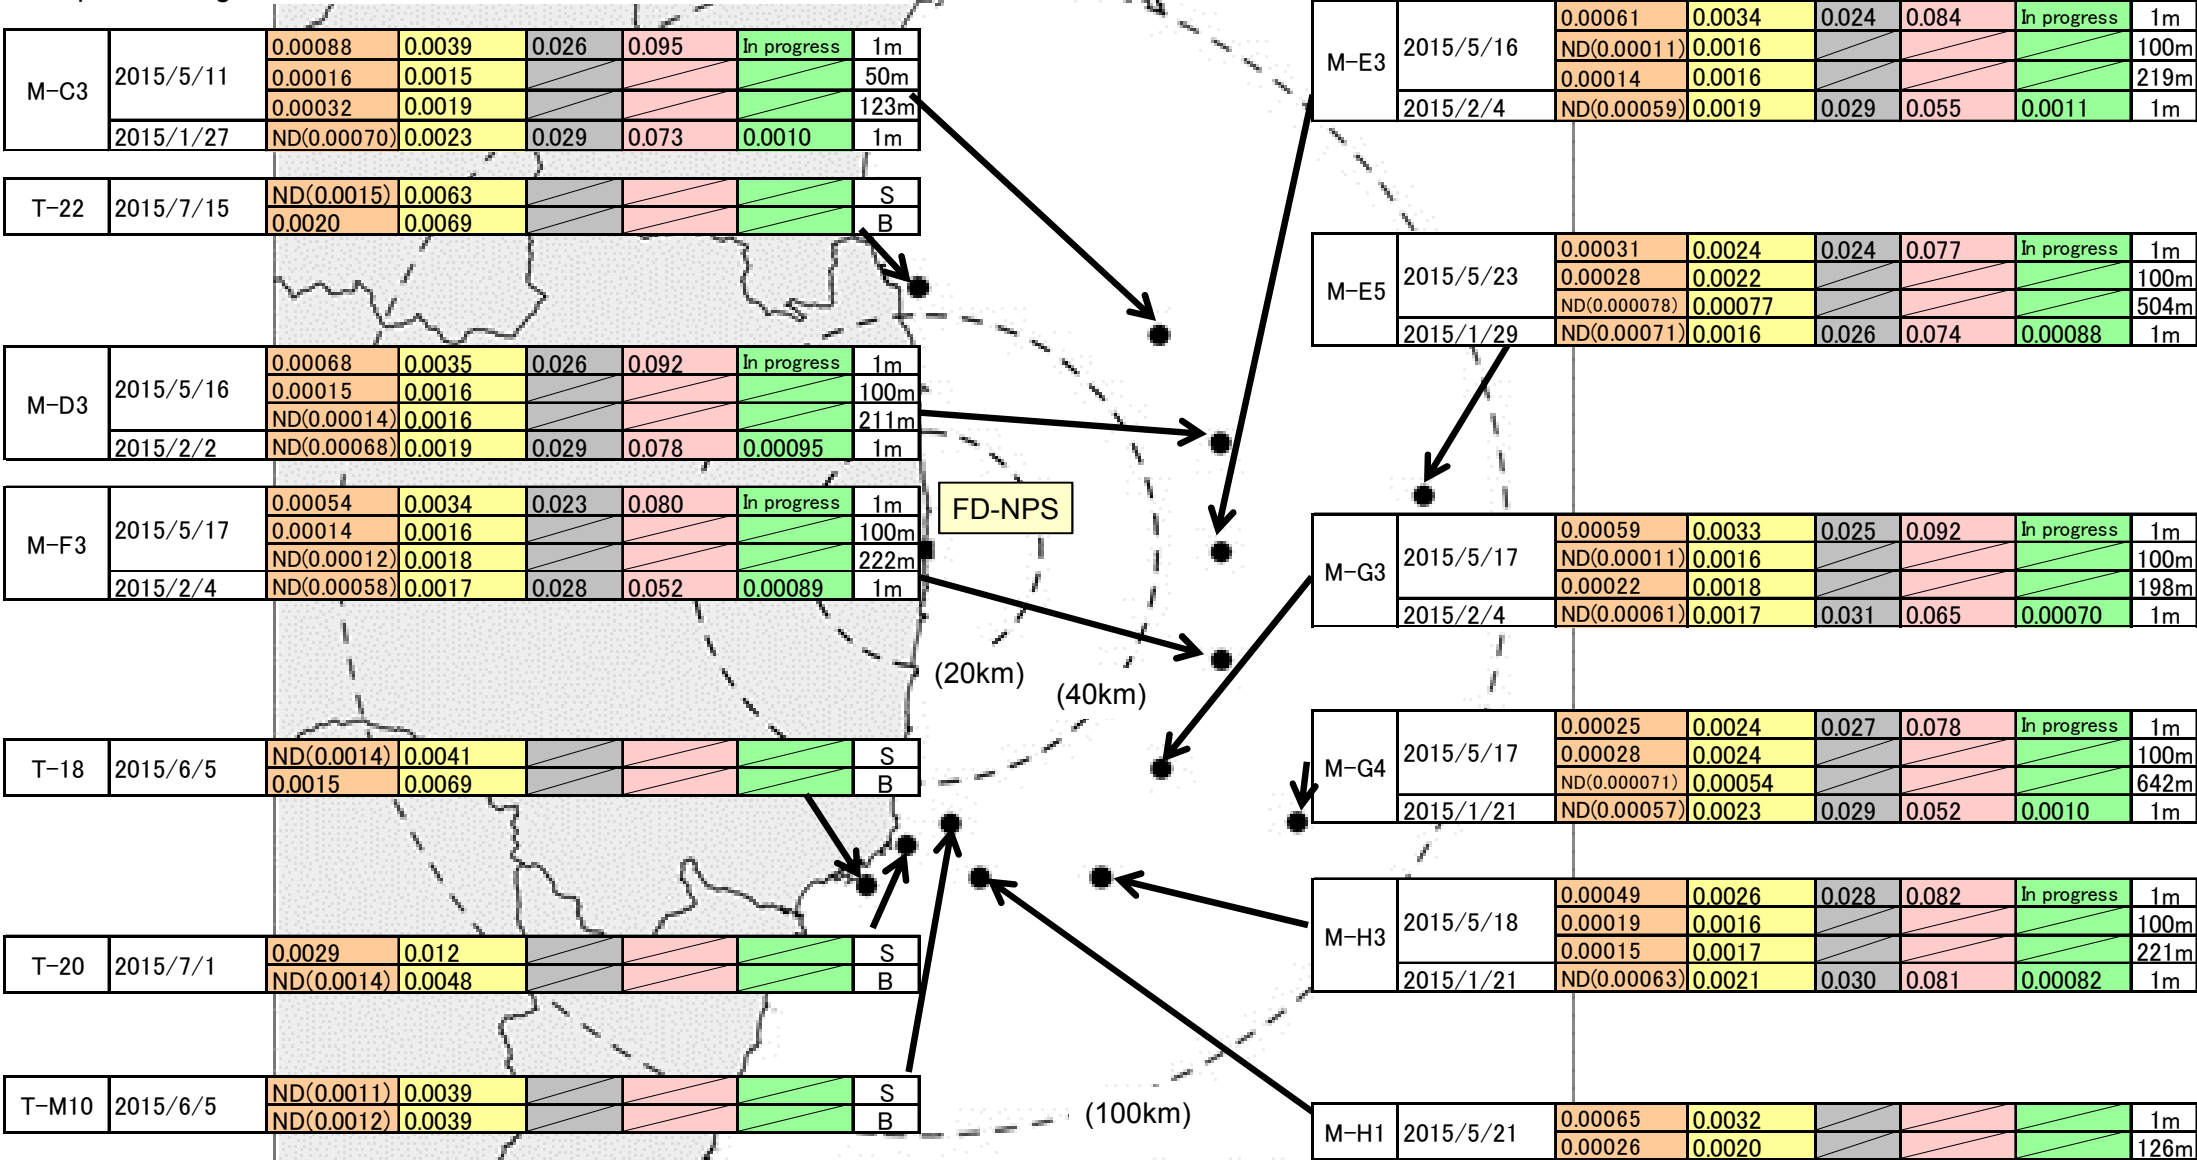 M-C3 2015/5/11 0.00088 0.0039 0.026 0.095 In progress 1m
0.00016 0.0015 50m
0.00032 0.0019 123m
2015/1/27 ND(0.00070) 0.0023 0.029 0.073 0.0010 1m
T-22 2015/7/15 ND(0.0015) 0.0063 S
0.0020 0.0069 B
M-D3 2015/5/16 0.00068 0.0035 0.026 0.092 In progress 1m
0.00015 0.0016 100m
ND(0.00014) 0.0016 211m
2015/2/2 ND(0.00068) 0.0019 0.029 0.078 0.00095 1m
M-F3 2015/5/17 0.00054 0.0034 0.023 0.080 In progress 1m
0.00014 0.0016 100m
ND(0.00012) 0.0018 222m
2015/2/4 ND(0.00058) 0.0017 0.028 0.052 0.00089 1m
T-18 2015/6/5 ND(0.0014) 0.0041 S
0.0015 0.0069 B
T-20 2015/7/1 0.0029 0.012 S
ND(0.0014) 0.0048 B
T-M10 2015/6/5 ND(0.0011) 0.0039 S
ND(0.0012) 0.0039 B
FD-NPS
(20km)
(40km)
(100km)
M-E3 2015/5/16 0.00061 0.0034 0.024 0.084 In progress 1m
ND(0.00011) 0.0016 100m
0.00014 0.0016 219m
2015/2/4 ND(0.00059) 0.0019 0.029 0.055 0.0011 1m
M-E5 2015/5/23 0.00031 0.0024 0.024 0.077 In progress 1m
0.00028 0.0022 100m
ND(0.000078) 0.00077 504m
2015/1/29 ND(0.00071) 0.0016 0.026 0.074 0.00088 1m
M-G3 2015/5/17 0.00059 0.0033 0.025 0.092 In progress 1m
ND(0.00011) 0.0016 100m
0.00022 0.0018 198m
2015/2/4 ND(0.00061) 0.0017 0.031 0.065 0.00070 1m
M-G4 2015/5/17 0.00025 0.0024 0.027 0.078 In progress 1m
0.00028 0.0024 100m
ND(0.000071) 0.00054 642m
2015/1/21 ND(0.00057) 0.0023 0.029 0.052 0.0010 1m
M-H3 2015/5/18 0.00049 0.0026 0.028 0.082 In progress 1m
0.00019 0.0016 100m
0.00015 0.0017 221m
2015/1/21 ND(0.00063) 0.0021 0.030 0.081 0.00082 1m
M-H1 2015/5/21 0.00065 0.0032 1m
0.00026 0.0020 126m